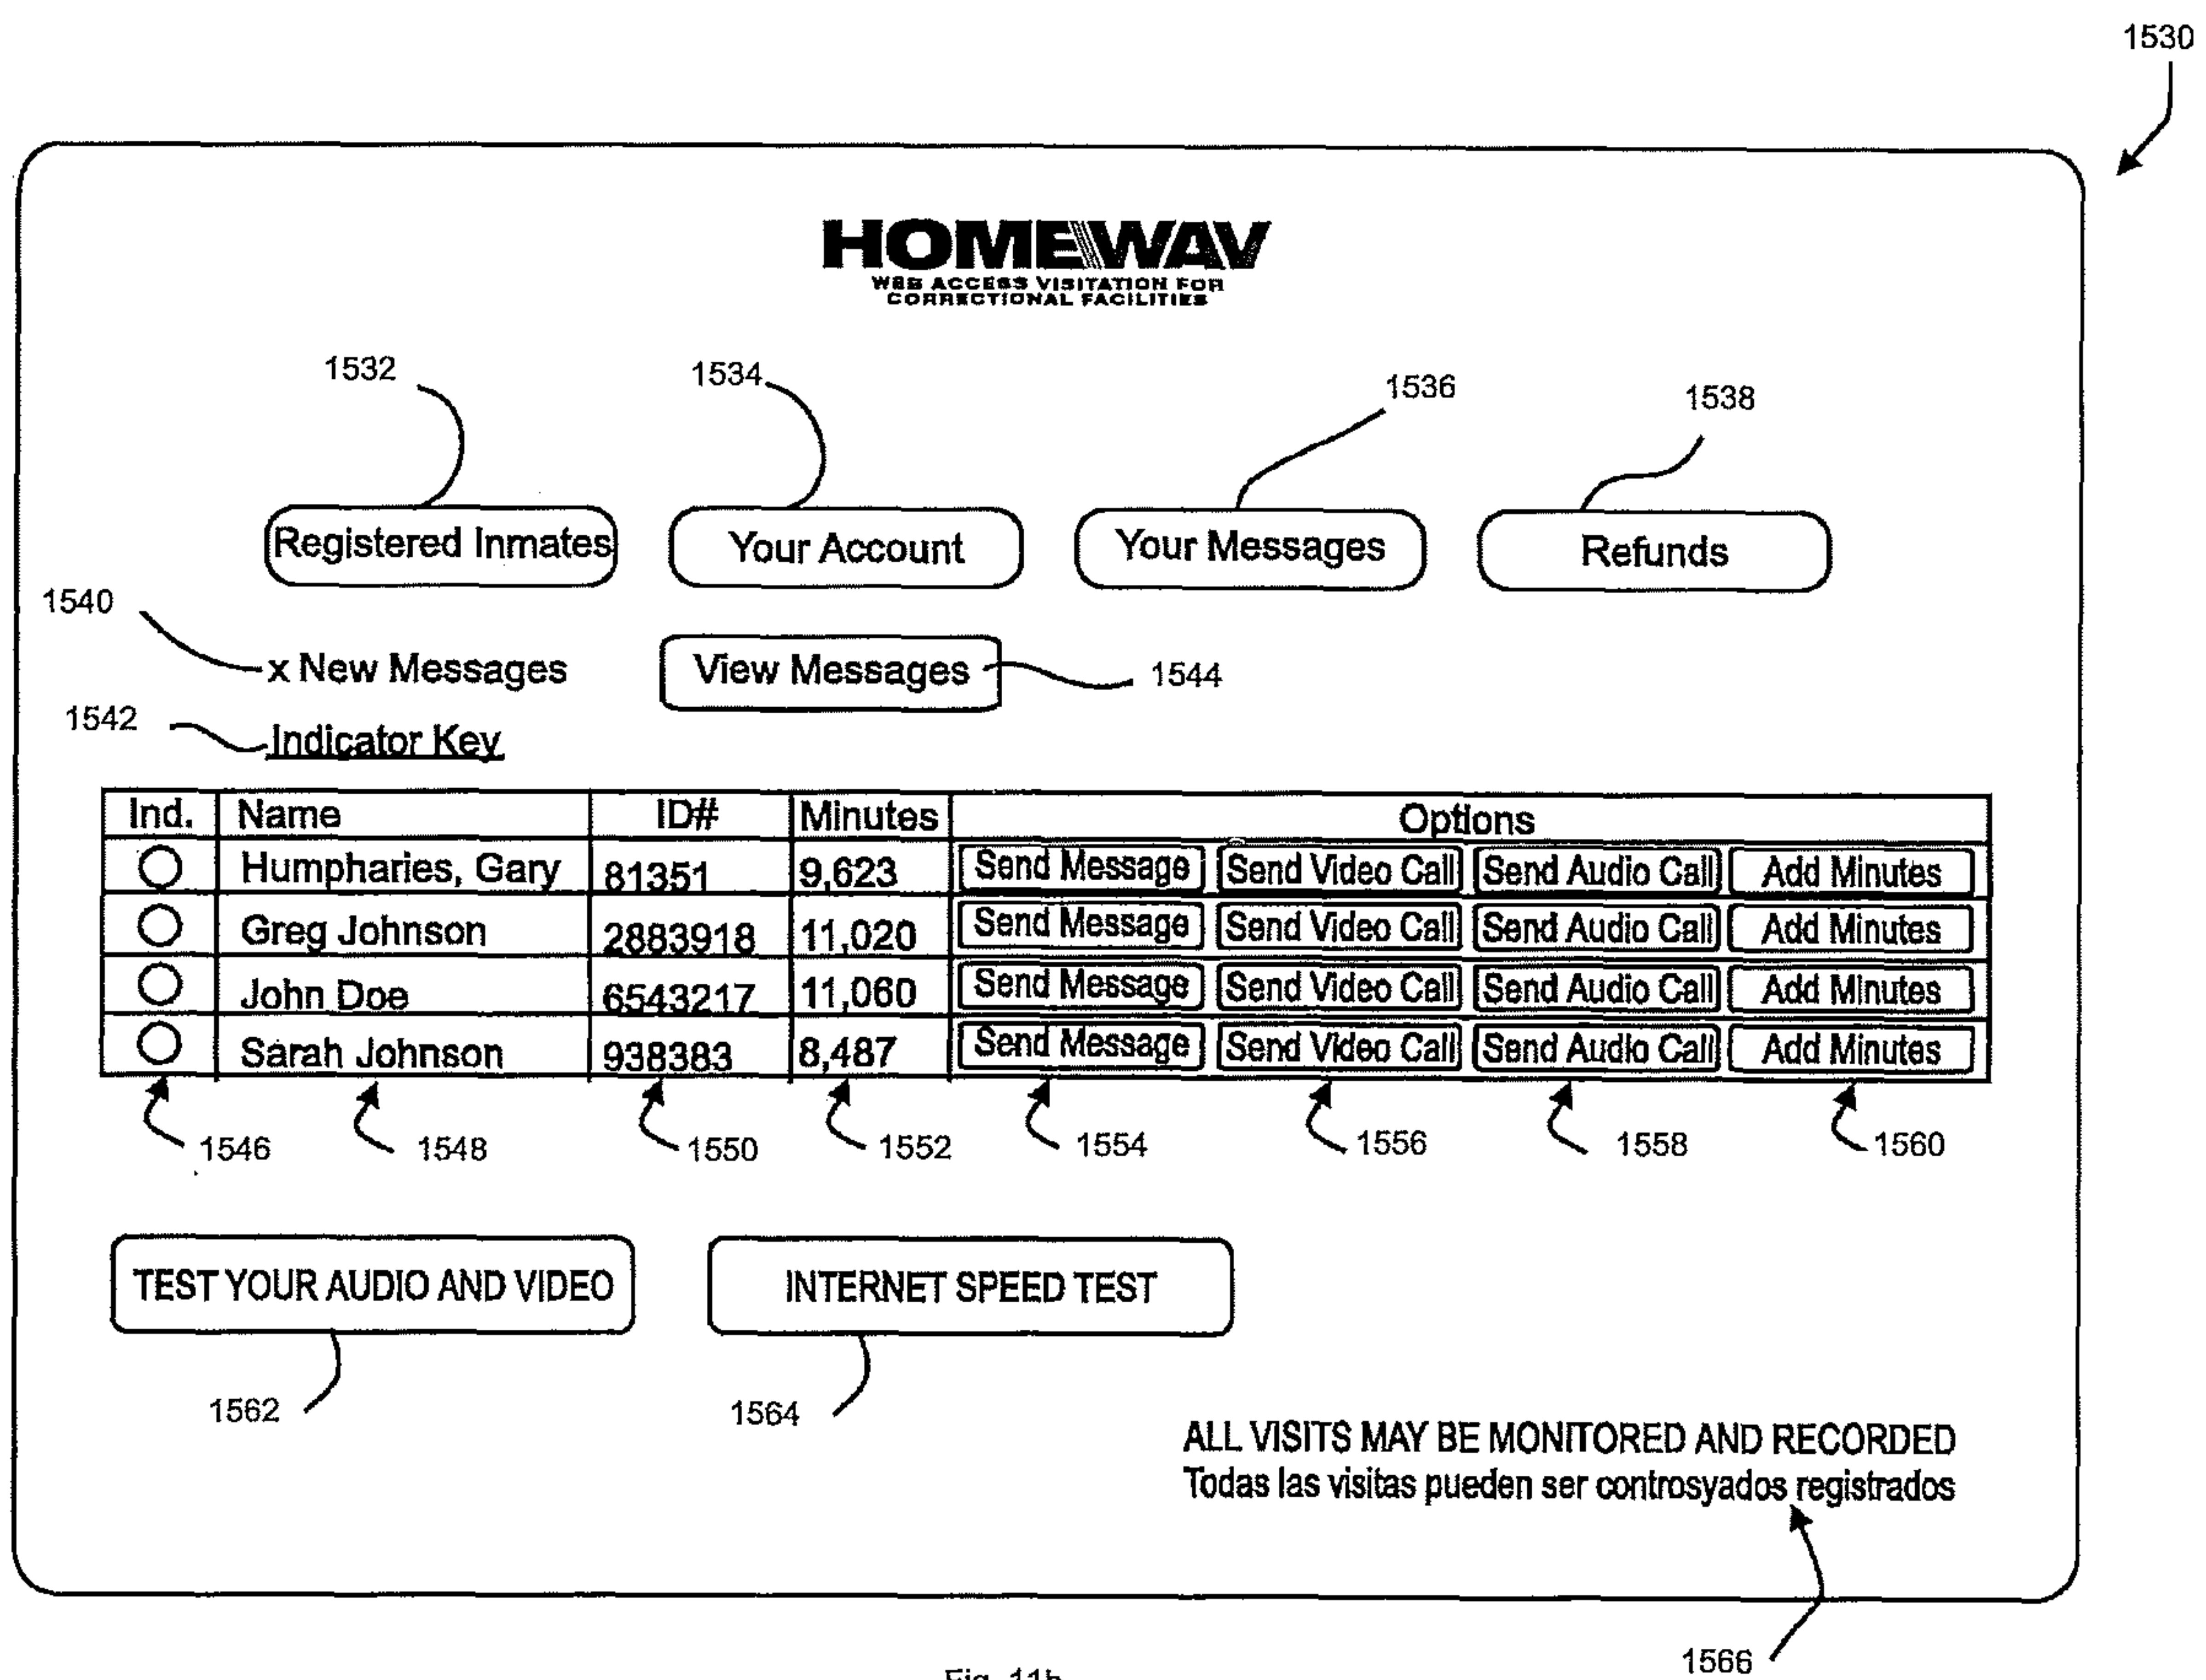 1530
HOMEWAV
WEB ACCESS VISITATION FOR
CORRECTIONAL FACILITIES
1532
1534
1536
1538
Registered Inmates
Your Account
Your Messages
Refunds
1540
x New Messages
View Messages
1544
1542
Indicator Key
Ind. Name ID# Minutes Options
Humpharies, Gary 81351 9,623 Send Message Send Video Call Send Audio Call Add Minutes
Greg Johnson 2883918 11,020 Send Message Send Video Call Send Audio Call Add Minutes
John Doe 6543217 11,060 Send Message Send Video Call Send Audio Call Add Minutes
Sarah Johnson 938383 8,487 Send Message Send Video Call Send Audio Call Add Minutes
1546 1548 1550 1552 1554 1556 1558 1560
TEST YOUR AUDIO AND VIDEO
INTERNET SPEED TEST
1562
1564
ALL VISITS MAY BE MONITORED AND RECORDED
Todas las visitas pueden ser controsyados registrados
1566
Fig. 11b